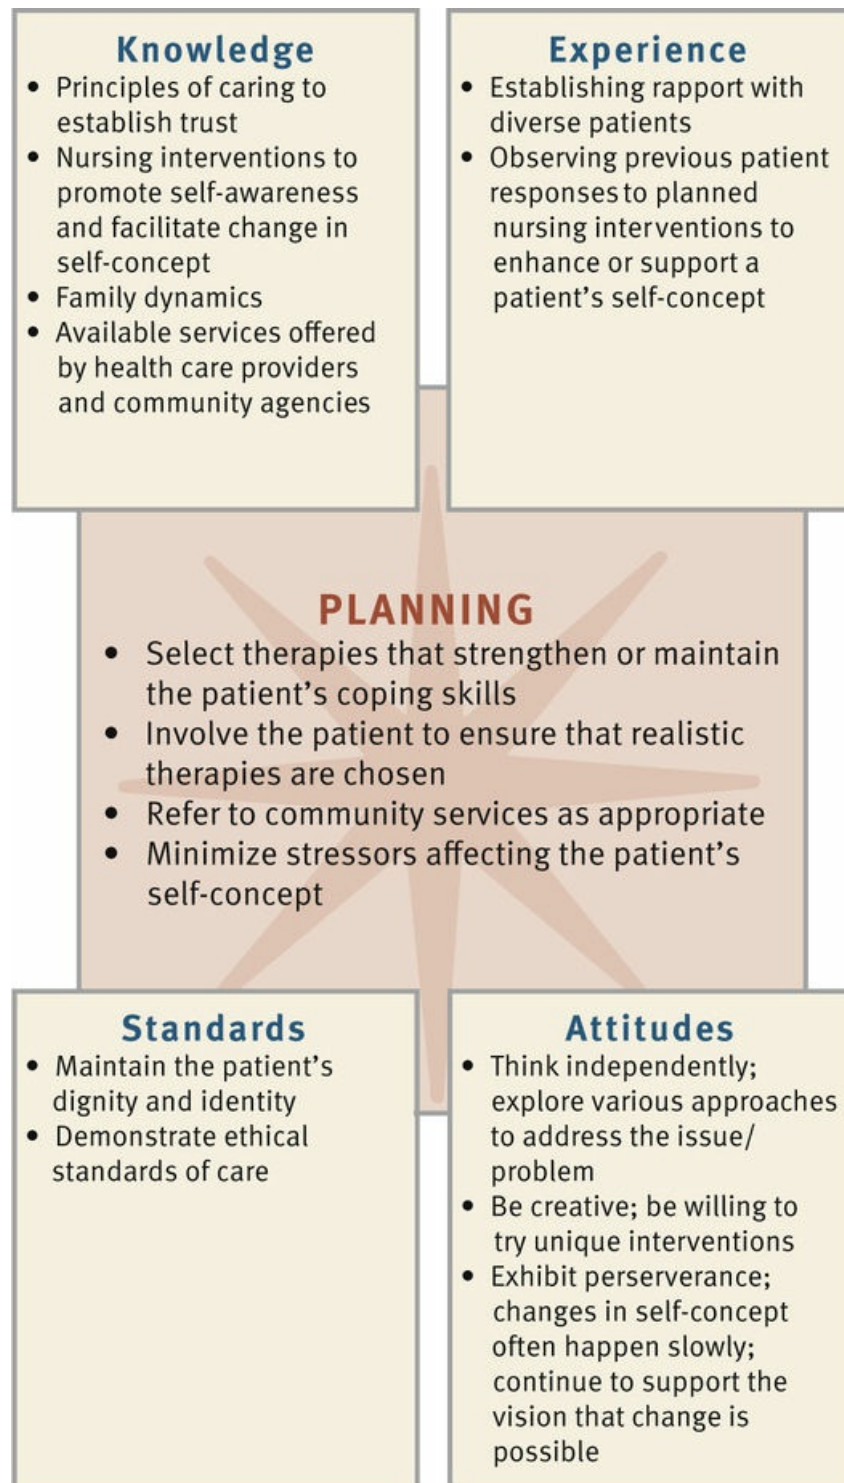 Knowledge
• Principles of caring to
establish trust
• Nursing interventions to
promote self-awareness
and facilitate change in
self-concept
• Family dynamics
• Available services offered
by health care providers
and community agencies
Experience
• Establishing rapport with
diverse patients
• Observing previous patient
responses to planned
nursing interventions to
enhance or support a
patient’s self-concept
PLANNING
• Select therapies that strengthen or maintain
the patient’s coping skills
• Involve the patient to ensure that realistic
therapies are chosen
• Refer to community services as appropriate
• Minimize stressors affecting the patient’s
self-concept
Standards
• Maintain the patient’s
dignity and identity
• Demonstrate ethical
standards of care
Attitudes
• Think independently;
explore various approaches
to address the issue/
problem
• Be creative; be willing to
try unique interventions
• Exhibit perserverance;
changes in self-concept
often happen slowly;
continue to support the
vision that change is
possible